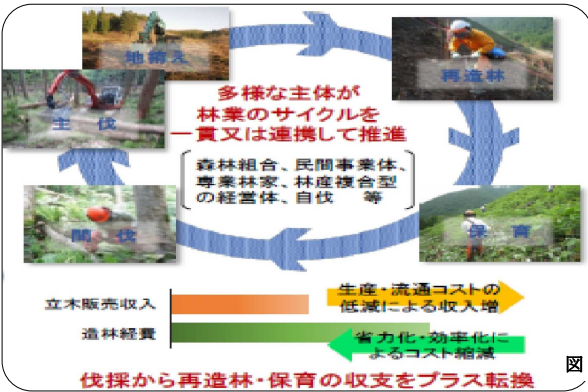 地拵え
再造林
主伐
多様な主体が
林業のサイクルを
一貫又は連携して推進
森林組合、民間事業体、
専業林家、林産複合型
の経営体、自伐 等
間伐
保育
立木販売収入
生産・流通コストの
低減による収入増
造林経費
省力化・効率化に
よるコスト縮減
図
伐採から再造林・保育の収支をプラス転換